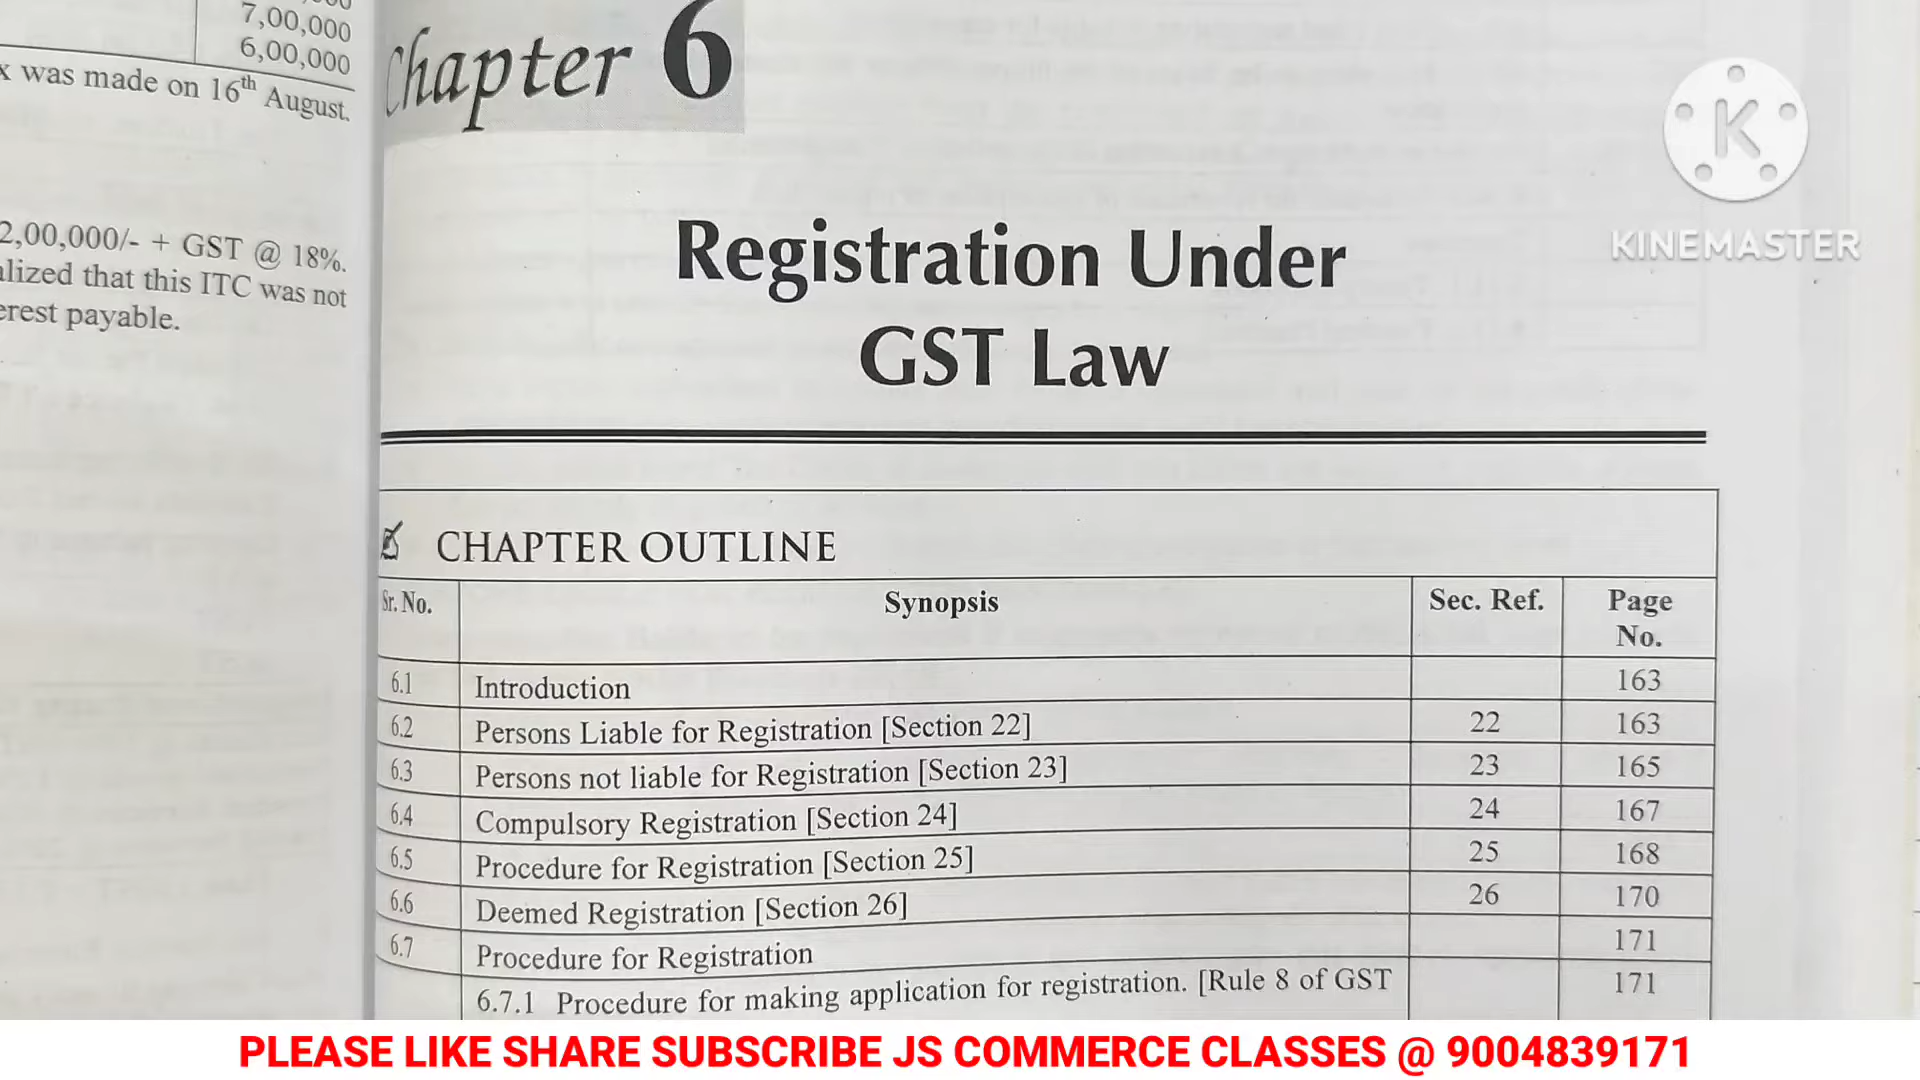 7,00,000
6,00,000
x was made on 16th August.
2,00,000/- + GST @ 18%.
alized that this ITC was not
erest payable.
Chapter 6
K
KINEMASTER
Registration Under
GST Law
CHAPTER OUTLINE
Sr. No. Synopsis Sec. Ref. Page No.
6.1 Introduction 163
6.2 Persons Liable for Registration [Section 22] 22 163
6.3 Persons not liable for Registration [Section 23] 23 165
6.4 Compulsory Registration [Section 24] 24 167
6.5 Procedure for Registration [Section 25] 25 168
6.6 Deemed Registration [Section 26] 26 170
6.7 Procedure for Registration 171
6.7.1 Procedure for making application for registration. [Rule 8 of GST 171
PLEASE LIKE SHARE SUBSCRIBE JS COMMERCE CLASSES @ 9004839171